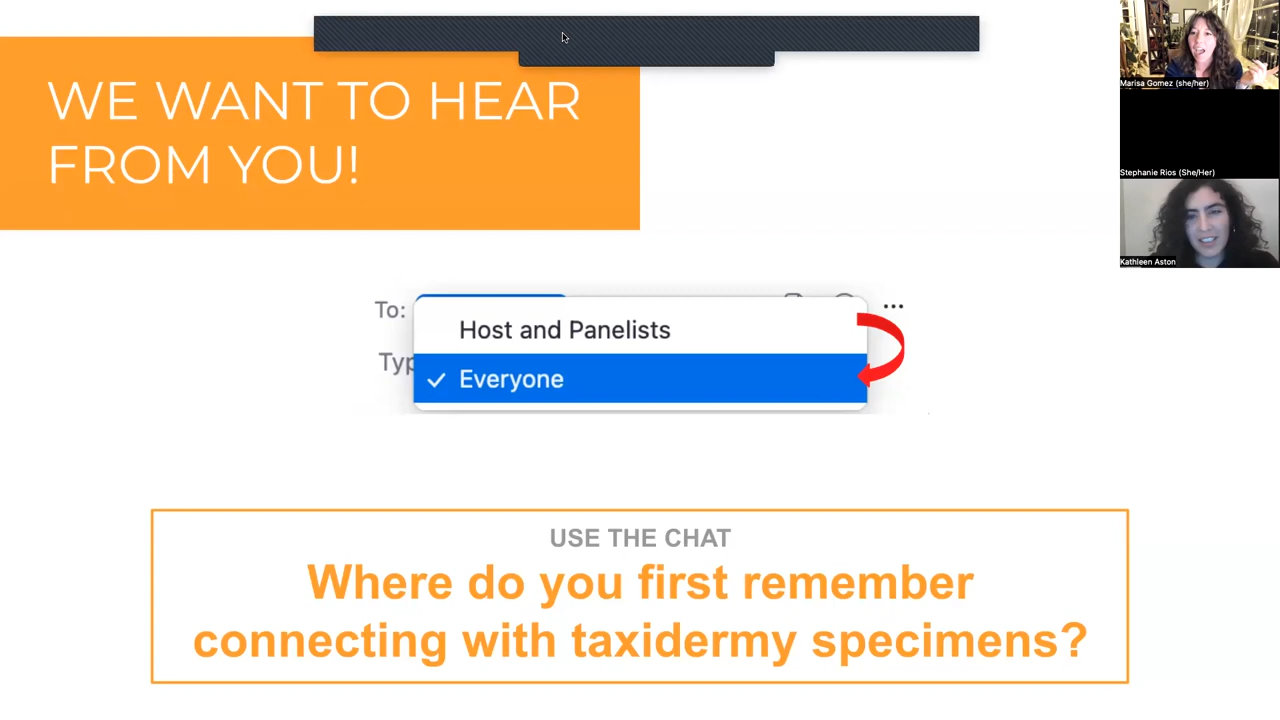 WE WANT TO HEAR
FROM YOU!
Marisa Gomez (she/her)
Stephanie Rios (She/Her)
Kathleen Aston
To:
Host and Panelists
Typ
Everyone
USE THE CHAT
Where do you first remember
connecting with taxidermy specimens?